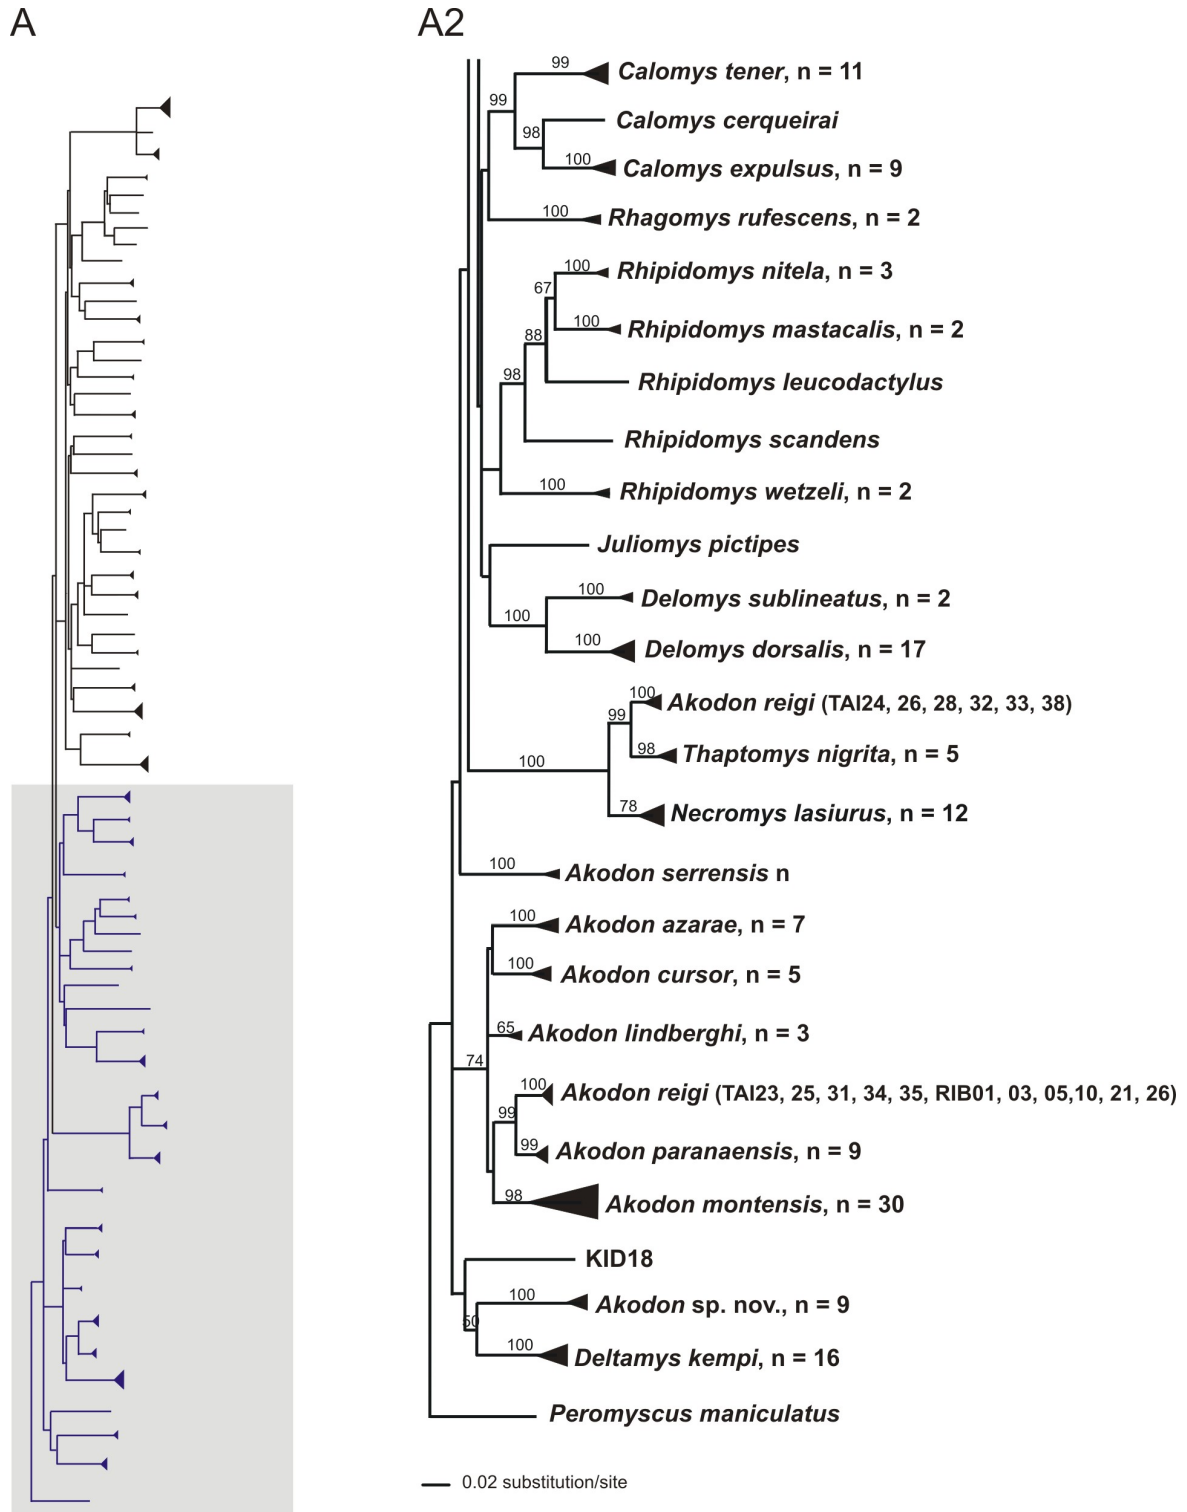 A
A2
99
Calomys tener, n = 11
99
98
Calomys cerqueirai
100
Calomys expulsus, n = 9
100
Rhagomys rufescens, n = 2
100
Rhipidomys nitela, n = 3
67
100
Rhipidomys mastacalis, n = 2
88
98
Rhipidomys leucodactylus
Rhipidomys scandens
100
Rhipidomys wetzeli, n = 2
Juliomys pictipes
100
Delomys sublineatus, n = 2
100
100
Delomys dorsalis, n = 17
100
Akodon reigi (TAI24, 26, 28, 32, 33, 38)
99
98
Thaptomys nigrita, n = 5
100
78
Necromys lasiurus, n = 12
100
Akodon serrensis n
100
Akodon azarae, n = 7
100
Akodon cursor, n = 5
65
Akodon lindberghi, n = 3
74
100
Akodon reigi (TAI23, 25, 31, 34, 35, RIB01, 03, 05,10, 21, 26)
99
99
Akodon paranaensis, n = 9
98
Akodon montensis, n = 30
KID18
100
Akodon sp. nov., n = 9
50
100
Deltamys kempi, n = 16
Peromyscus maniculatus
0.02 substitution/site